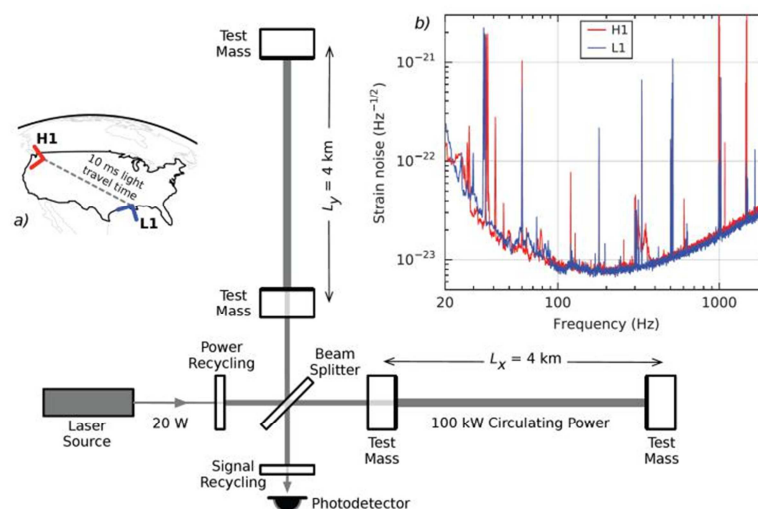 Test
Mass
b)
H1
L1
10⁻²¹
10⁻²²
10⁻²³
Strain noise (Hz⁻¹/²)
20
100
1000
Frequency (Hz)
H1
10 ms light
travel time
L1
a)
L_y = 4 km
Test
Mass
Power
Recycling
Beam
Splitter
L_x = 4 km
Laser
Source
20 W
Test
Mass
100 kW Circulating Power
Test
Mass
Signal
Recycling
Photodetector